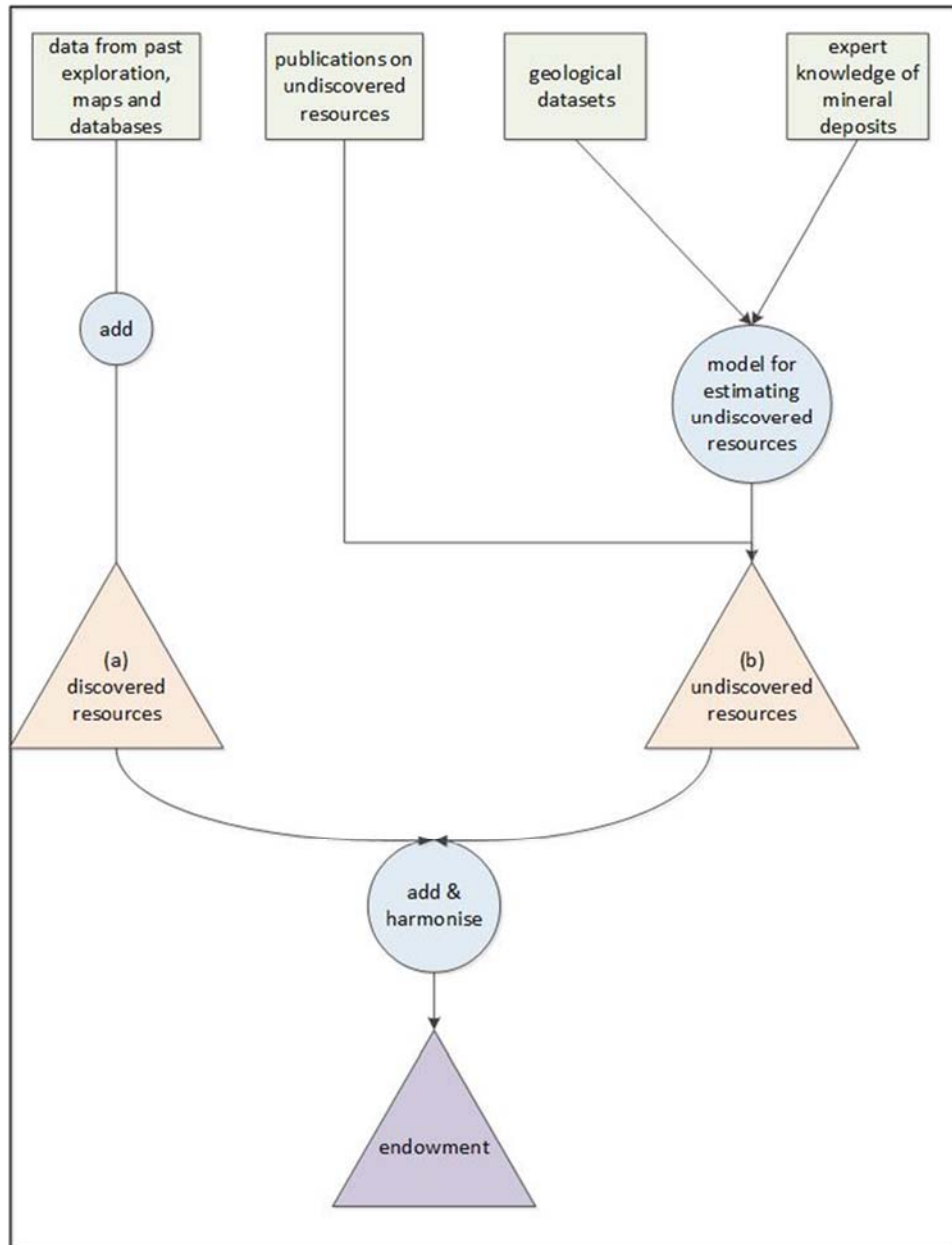 data from past
exploration,
maps and
databases
publications on
undiscovered
resources
geological
datasets
expert
knowledge of
mineral
deposits
add
model for
estimating
undiscovered
resources
(a)
discovered
resources
(b)
undiscovered
resources
add &
harmonise
endowment